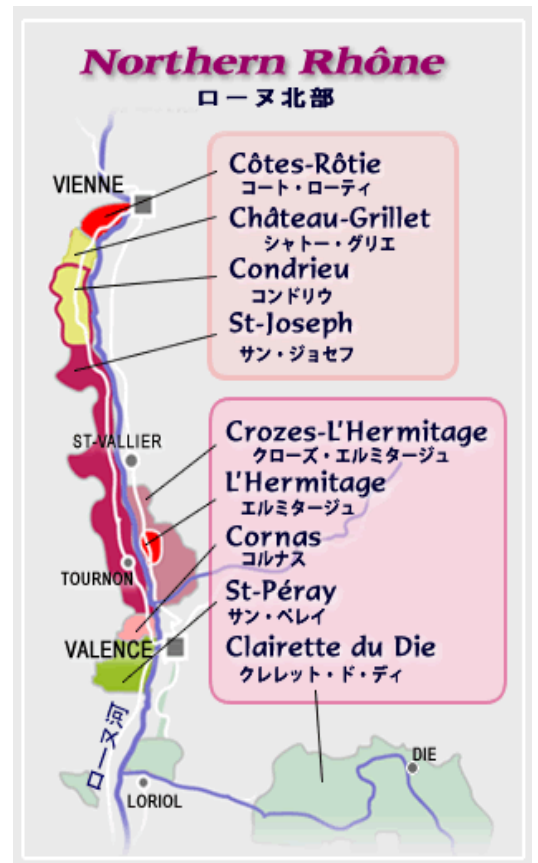 Northern Rhône
ローヌ北部
VIENNE
Côtes-Rôtie
コート・ローティ
Château-Grillet
シャトー・グリエ
Condrieu
コンドリウ
St-Joseph
サン・ジョセフ
ST-VALLIER
Crozes-L'Hermitage
クローズ・エルミタージュ
L'Hermitage
エルミタージュ
Cornas
コルナス
TOURNON
St-Péray
サン・ペレイ
VALENCE
Clairette du Die
クレレット・ド・ディ
ローヌ河
DIE
LORIOL